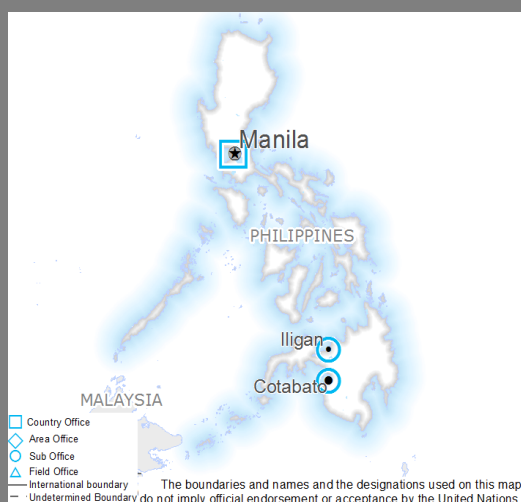 Manila
PHILIPPINES
Iligan
Cotabato
MALAYSIA
Country Office
Area Office
Sub Office
Field Office
International boundary
Undetermined Boundary
The boundaries and names and the designations used on this map
do not imply official endorsement or acceptance by the United Nations.